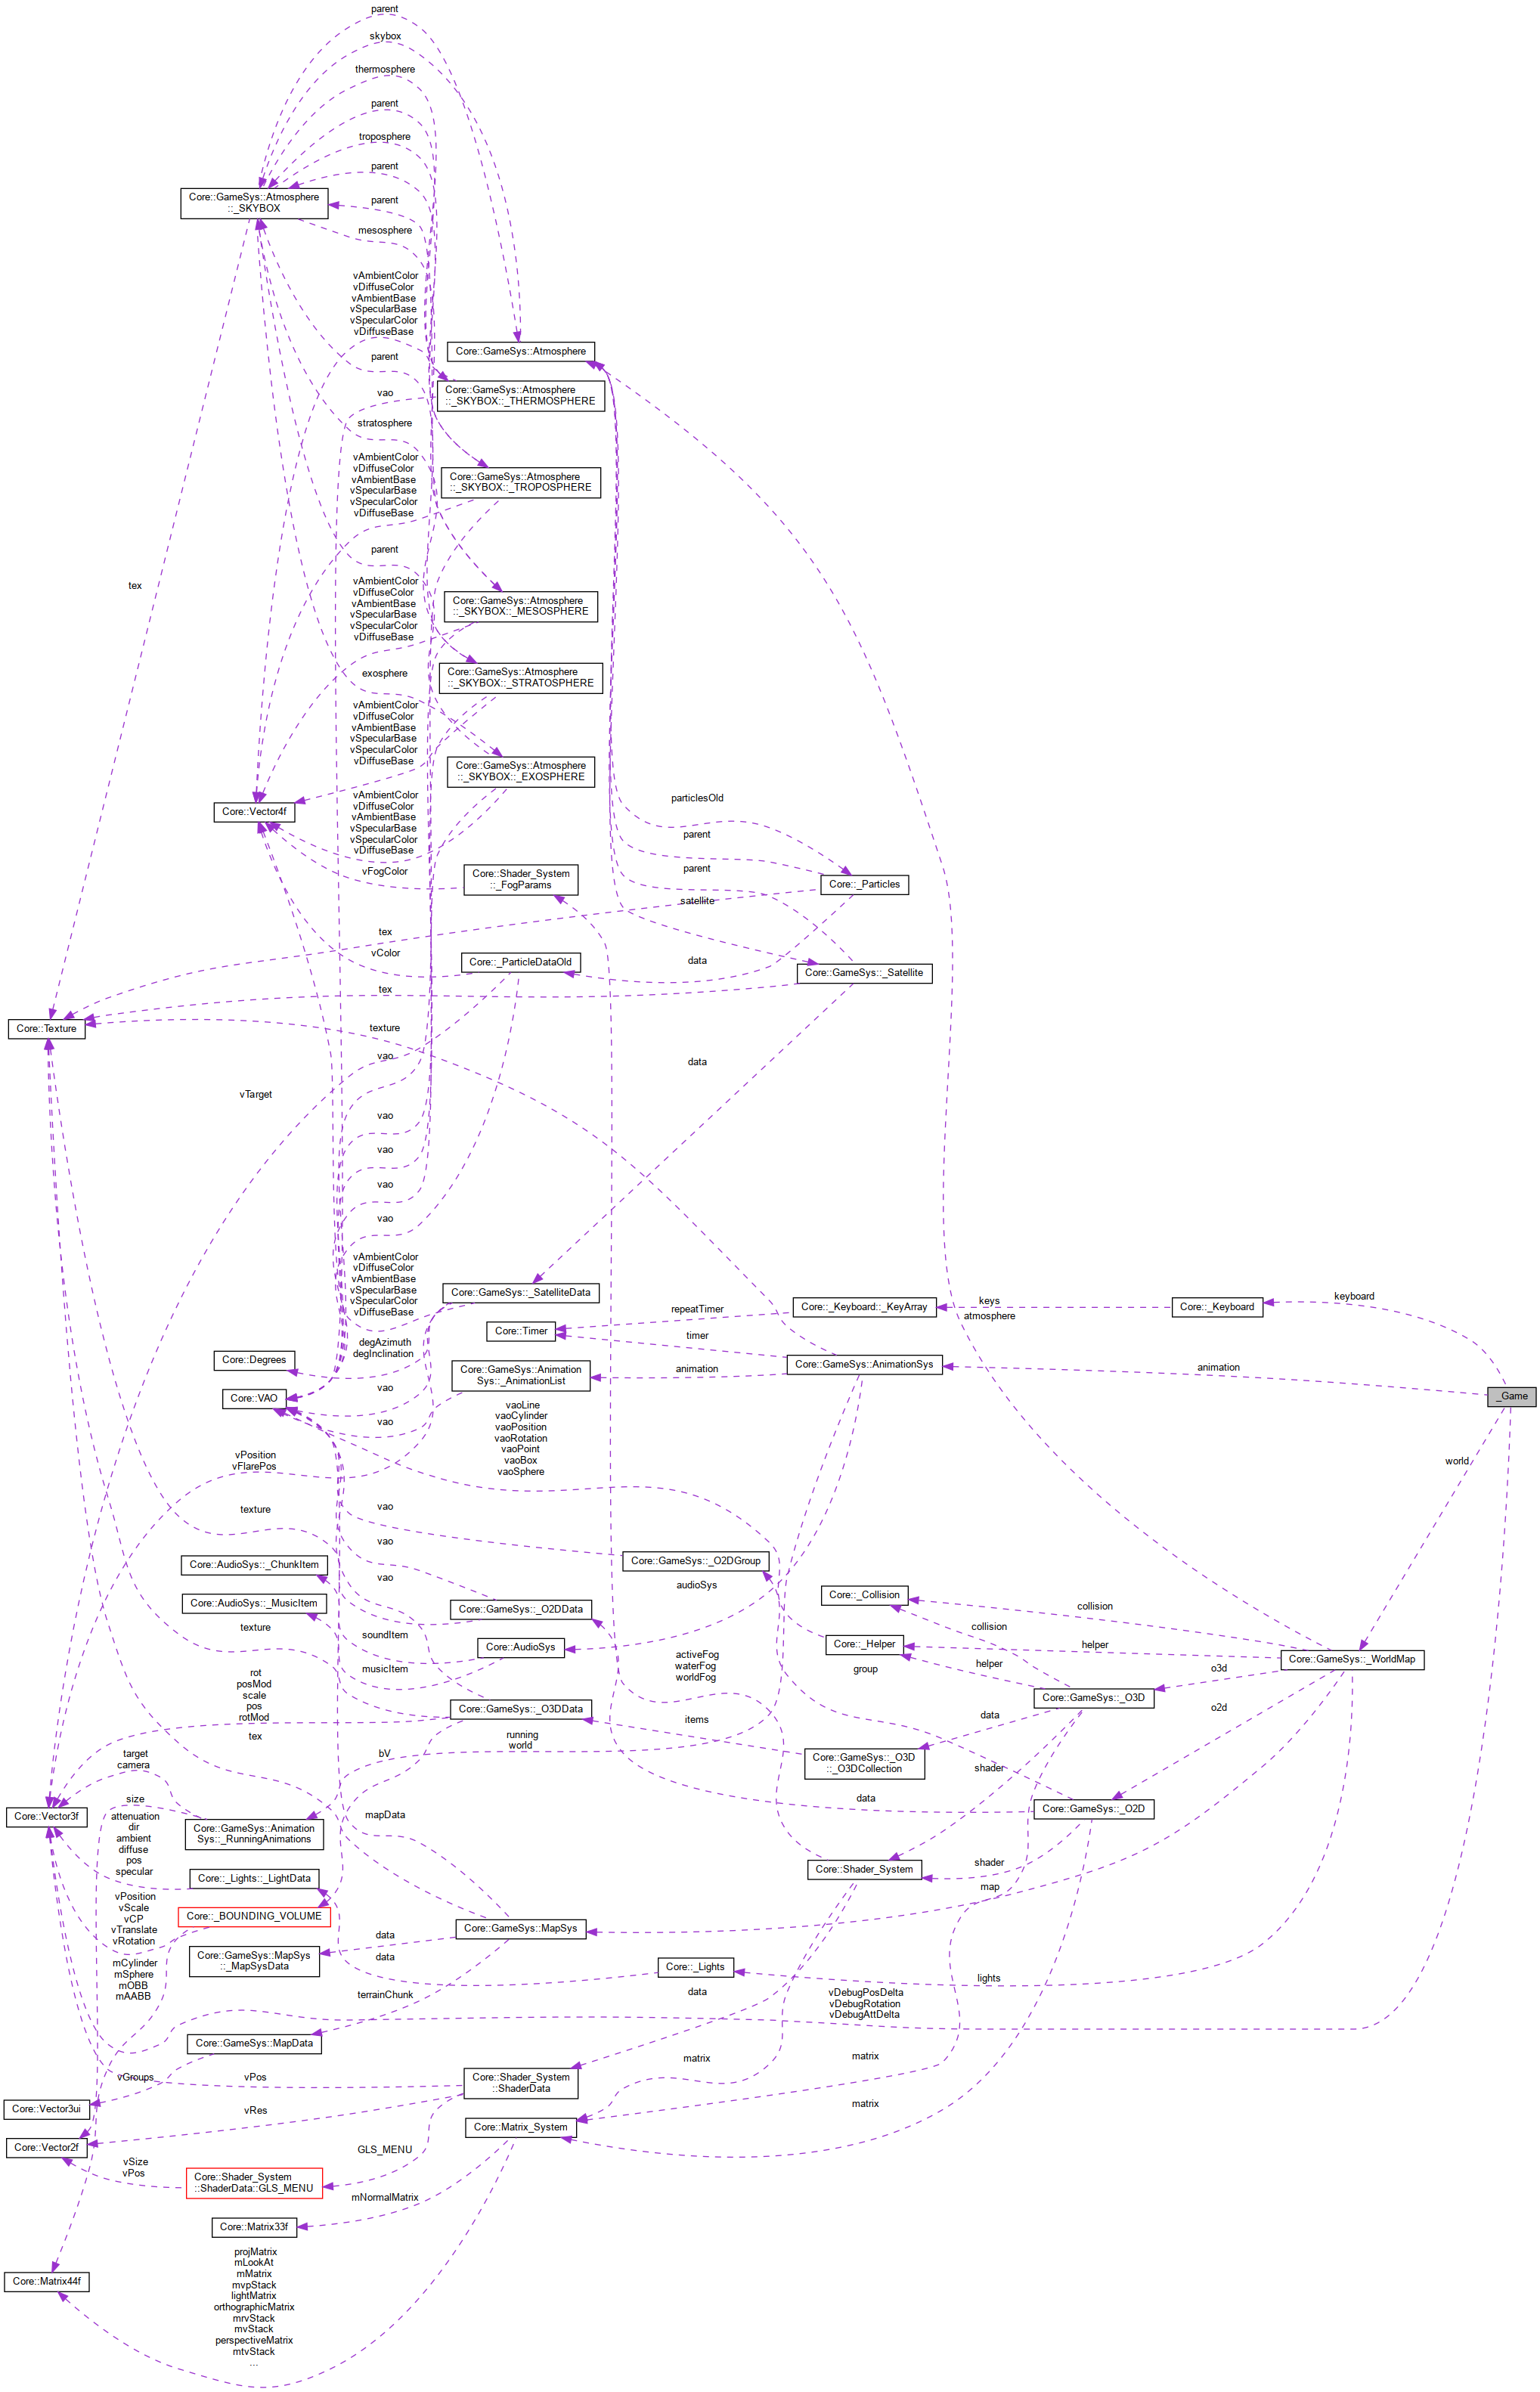 parent
skybox
thermosphere
parent
troposphere
parent
Core::GameSys::Atmosphere
::_SKYBOX
parent
mesosphere
vAmbientColor
vDiffuseColor
vAmbientBase
vSpecularBase
vSpecularColor
vDiffuseBase
Core::GameSys::Atmosphere
parent
Core::GameSys::Atmosphere
::_SKYBOX::_THERMOSPHERE
vao
stratosphere
vAmbientColor
vDiffuseColor
vAmbientBase
vSpecularBase
vSpecularColor
vDiffuseBase
Core::GameSys::Atmosphere
::_SKYBOX::_TROPOSPHERE
parent
tex
vAmbientColor
vDiffuseColor
vAmbientBase
vSpecularBase
vSpecularColor
vDiffuseBase
Core::GameSys::Atmosphere
::_SKYBOX::_MESOSPHERE
exosphere
Core::GameSys::Atmosphere
::_SKYBOX::_STRATOSPHERE
vAmbientColor
vDiffuseColor
vAmbientBase
vSpecularBase
vSpecularColor
vDiffuseBase
Core::GameSys::Atmosphere
::_SKYBOX::_EXOSPHERE
Core::Vector4f
vAmbientColor
vDiffuseColor
vAmbientBase
vSpecularBase
vSpecularColor
vDiffuseBase
particlesOld
parent
vFogColor
Core::Shader_System
::_FogParams
parent
Core::_Particles
satellite
tex
vColor
Core::_ParticleDataOld
data
Core::GameSys::_Satellite
tex
Core::Texture
texture
vao
data
vTarget
vao
vao
vao
vao
vAmbientColor
vDiffuseColor
vAmbientBase
vSpecularBase
vSpecularColor
vDiffuseBase
Core::GameSys::_SatelliteData
repeatTimer
Core::_Keyboard::_KeyArray
keys
atmosphere
Core::_Keyboard
keyboard
Core::Timer
timer
degAzimuth
degInclination
Core::Degrees
Core::GameSys::Animation
Sys::_AnimationList
animation
Core::GameSys::AnimationSys
animation
vao
Core::VAO
_Game
vao
vaoLine
vaoCylinder
vaoPosition
vaoRotation
vaoPoint
vaoBox
vaoSphere
vPosition
vFlarePos
world
texture
vao
vao
Core::AudioSys::_ChunkItem
Core::GameSys::_O2DGroup
vao
audioSys
Core::_Collision
Core::AudioSys::_MusicItem
Core::GameSys::_O2DData
collision
collision
texture
soundItem
Core::AudioSys
Core::_Helper
helper
activeFog
waterFog
worldFog
Core::GameSys::_WorldMap
musicItem
group
helper
o3d
rot
posMod
scale
pos
rotMod
Core::GameSys::_O3DData
Core::GameSys::_O3D
o2d
items
data
tex
running
world
bV
Core::GameSys::_O3D
::_O3DCollection
target
camera
shader
size
data
Core::GameSys::_O2D
Core::Vector3f
mapData
attenuation
dir
ambient
diffuse
pos
specular
Core::GameSys::Animation
Sys::_RunningAnimations
shader
Core::Shader_System
Core::_Lights::_LightData
map
vPosition
vScale
vCP
vTranslate
vRotation
Core::_BOUNDING_VOLUME
Core::GameSys::MapSys
data
data
Core::GameSys::MapSys
::_MapSysData
Core::_Lights
lights
mCylinder
mSphere
mOBB
mAABB
terrainChunk
data
vDebugPosDelta
vDebugRotation
vDebugAttDelta
Core::GameSys::MapData
matrix
matrix
vGroups
vPos
Core::Shader_System
::ShaderData
matrix
Core::Vector3ui
vRes
Core::Matrix_System
Core::Vector2f
GLS_MENU
vSize
vPos
Core::Shader_System
::ShaderData::GLS_MENU
mNormalMatrix
Core::Matrix33f
projMatrix
mLookAt
mMatrix
mvpStack
lightMatrix
orthographicMatrix
mrvStack
mvStack
perspectiveMatrix
mtvStack
...
Core::Matrix44f